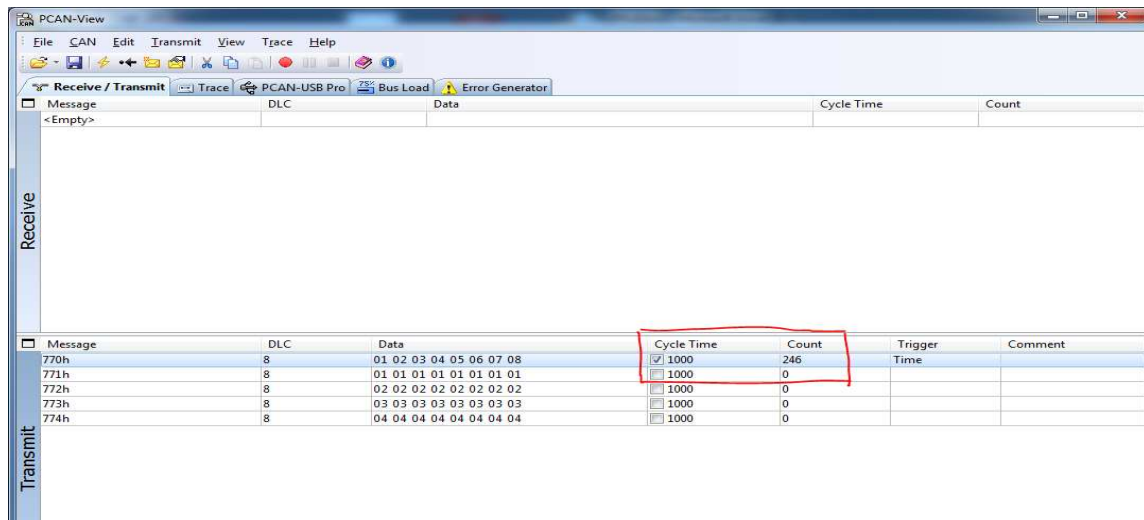 PCAN-View
File CAN Edit Transmit View Trace Help
Receive / Transmit Trace PCAN-USB Pro Bus Load Error Generator
Message DLC Data Cycle Time Count
<Empty>
Receive
Message DLC Data Cycle Time Count Trigger Comment
770h 8 01 02 03 04 05 06 07 08 1000 246 Time
771h 8 01 01 01 01 01 01 01 01 1000 0
772h 8 02 02 02 02 02 02 02 02 1000 0
773h 8 03 03 03 03 03 03 03 03 1000 0
774h 8 04 04 04 04 04 04 04 04 1000 0
Transmit